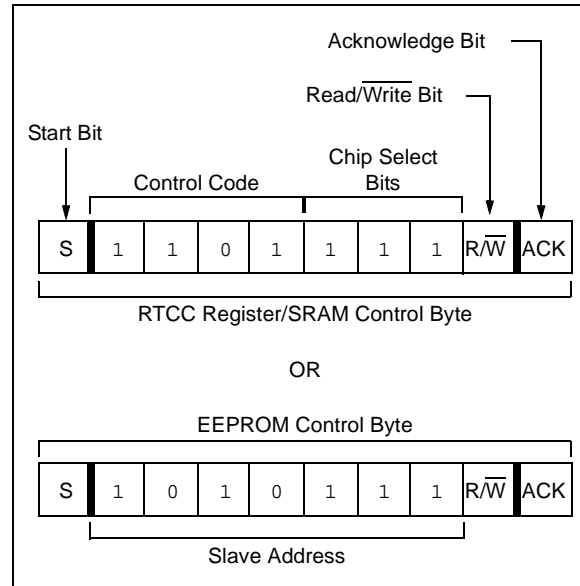 Acknowledge Bit
Read/Write Bit
Start Bit
Chip Select
Bits
Control Code
S 1 1 0 1 1 1 1 R/W ACK
RTCC Register/SRAM Control Byte
OR
EEPROM Control Byte
S 1 0 1 0 1 1 1 R/W ACK
Slave Address